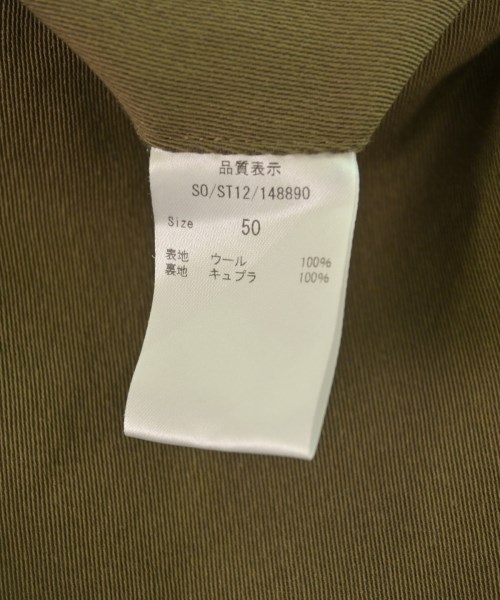 品質表示
SO/ST12/148890
Size 50
表地 ウール 100%
裏地 キュプラ 100%